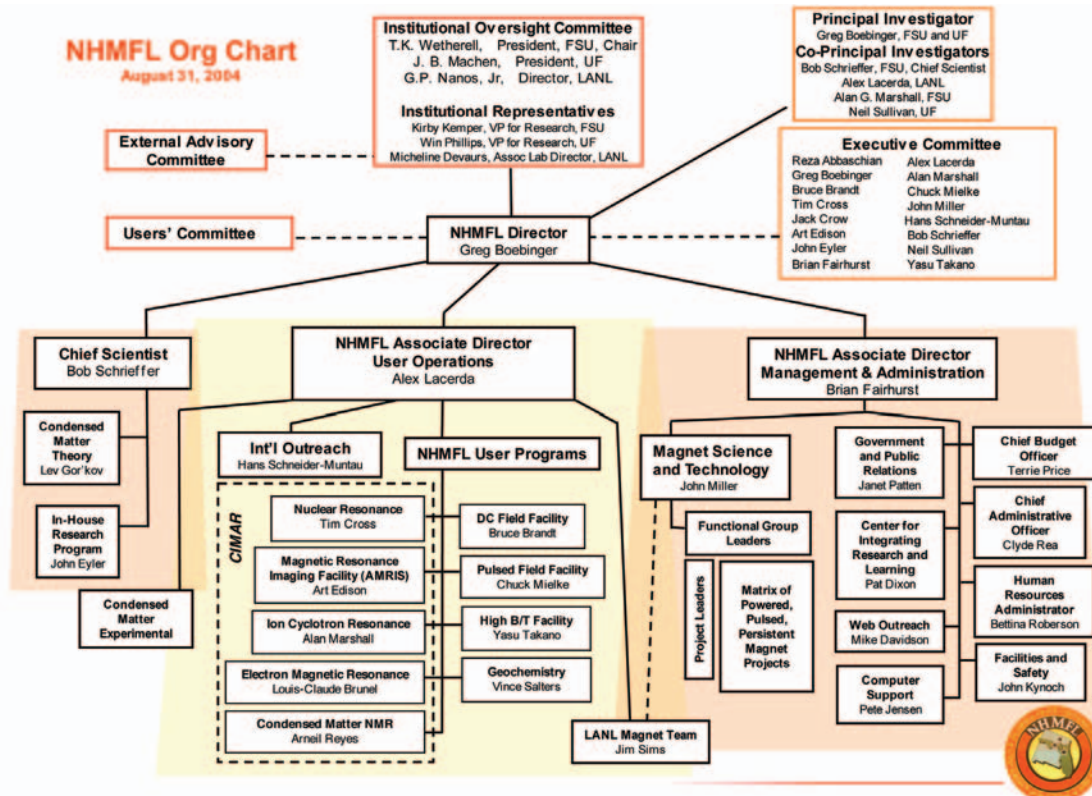 NHMFL Org Chart
August 31, 2004
Institutional Oversight Committee
T.K. Wetherell, President, FSU, Chair
J. B. Machen, President, UF
G.P. Nanos, Jr, Director, LANL
Institutional Representatives
Kirby Kemper, VP for Research, FSU
Win Phillips, VP for Research, UF
Micheline Devaurs, Assoc Lab Director, LANL
Principal Investigator
Greg Boebinger, FSU and UF
Co-Principal Investigators
Bob Schrieffer, FSU, Chief Scientist
Alex Lacerda, LANL
Alan G. Marshall, FSU
Neil Sullivan, UF
External Advisory
Committee
Users' Committee
NHMFL Director
Greg Boebinger
Executive Committee
Reza Abbaschian Alex Lacerda
Greg Boebinger Alan Marshall
Bruce Brandt Chuck Mielke
Tim Cross John Miller
Jack Crow Hans Schneider-Muntau
Art Edison Bob Schrieffer
John Eyler Neil Sullivan
Brian Fairhurst Yasu Takano
Chief Scientist
Bob Schrieffer
Condensed
Matter
Theory
Lev Gor'kov
In-House
Research
Program
John Eyler
Condensed
Matter
Experimental
NHMFL Associate Director
User Operations
Alex Lacerda
Int'l Outreach
Hans Schneider-Muntau
NHMFL User Programs
CIMAR
Nuclear Resonance
Tim Cross
Magnetic Resonance
Imaging Facility (AMRIS)
Art Edison
Ion Cyclotron Resonance
Alan Marshall
Electron Magnetic Resonance
Louis-Claude Brunel
Condensed Matter NMR
Arneil Reyes
DC Field Facility
Bruce Brandt
Pulsed Field Facility
Chuck Mielke
High B/T Facility
Yasu Takano
Geochemistry
Vince Salters
LANL Magnet Team
Jim Sims
NHMFL Associate Director
Management & Administration
Brian Fairhurst
Magnet Science
and Technology
John Miller
Functional Group
Leaders
Project Leaders
Matrix of
Powered,
Pulsed,
Persistent
Magnet
Projects
Government
and Public
Relations
Janet Patten
Center for
Integrating
Research and
Learning
Pat Dixon
Web Outreach
Mike Davidson
Computer
Support
Pete Jensen
Chief Budget
Officer
Terrie Price
Chief
Administrative
Officer
Clyde Rea
Human
Resources
Administrator
Bettina Roberson
Facilities and
Safety
John Kynoch
NHMFL